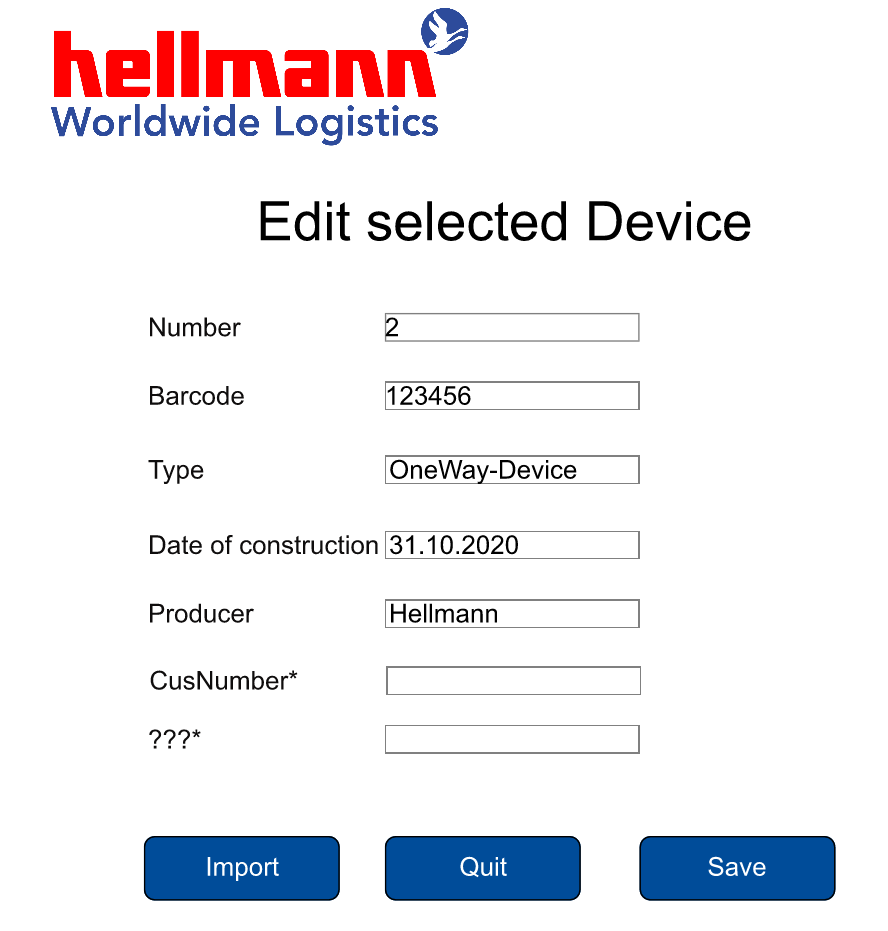 hellmann
Worldwide Logistics
Edit selected Device
Number 2
Barcode 123456
Type OneWay-Device
Date of construction 31.10.2020
Producer Hellmann
CusNumber*
???*
Import Quit Save